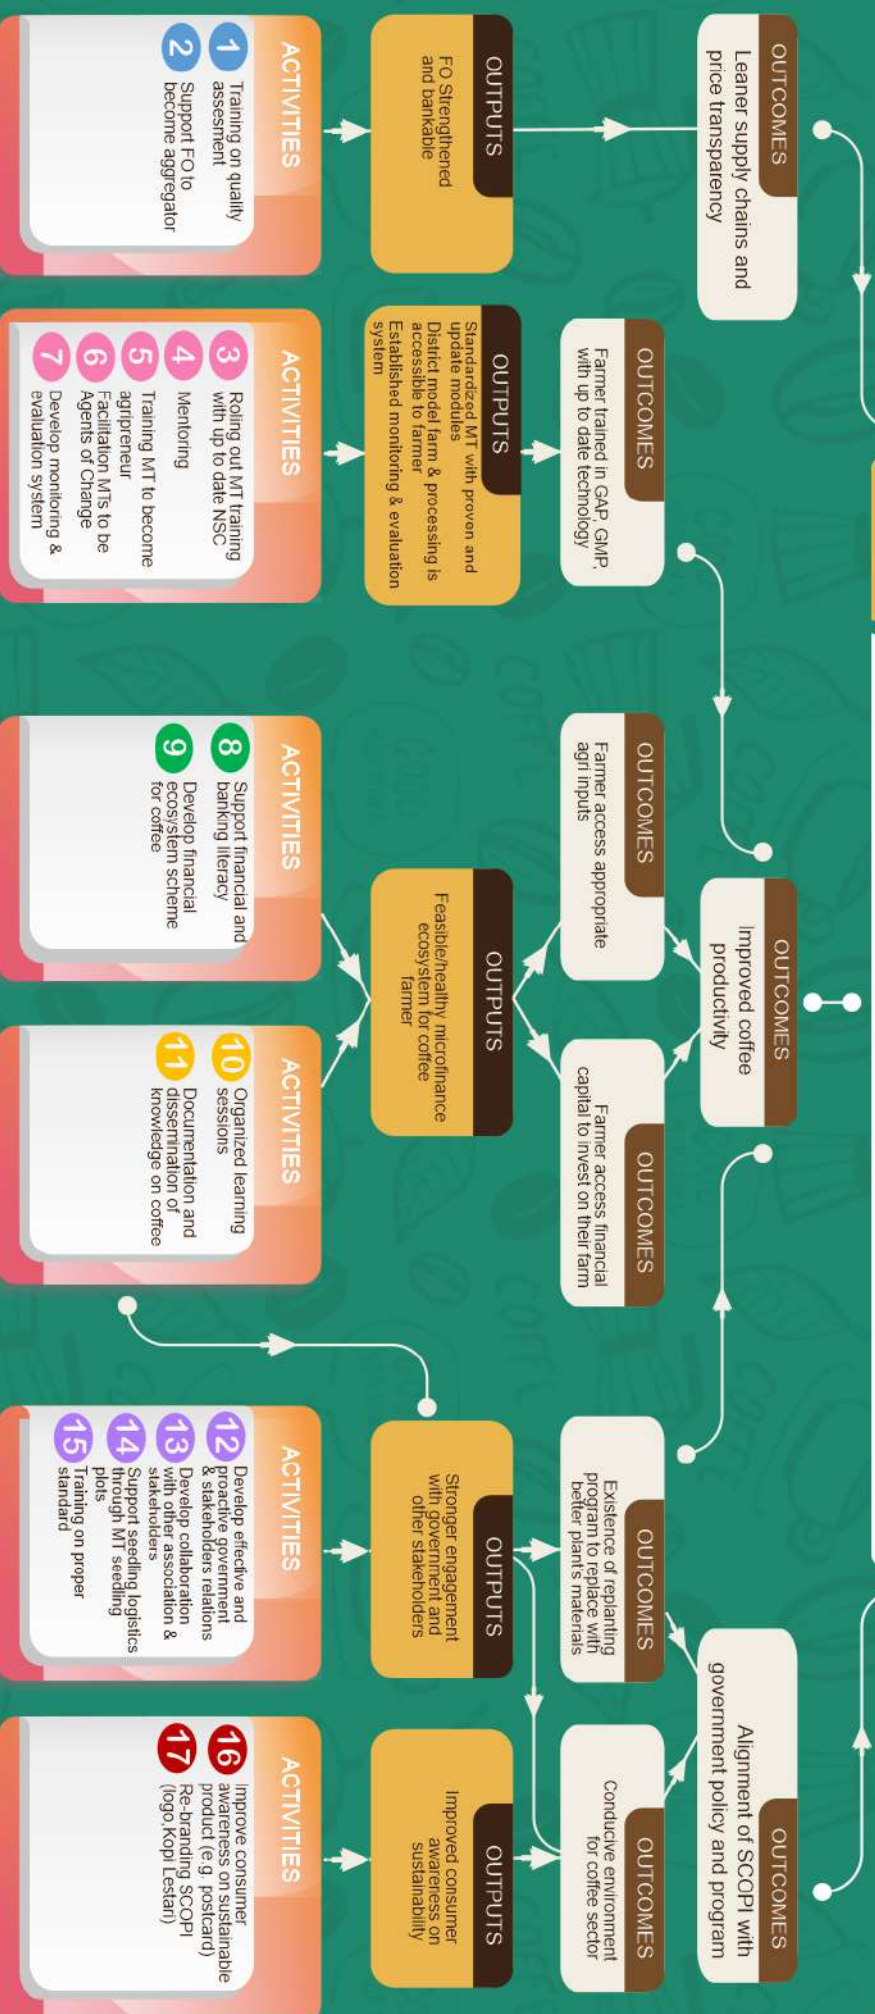 OUTCOMES
Leaner supply chains and
price transparency
OUTCOMES
Improved coffee
productivity
OUTCOMES
Alignment of SCOPI with
government policy and program
OUTCOMES
Farmer trained in GAP, GMP,
with up to date technology
OUTCOMES
Farmer access appropriate
agri inputs
OUTCOMES
Farmer access financial
capital to invest on their farm
OUTCOMES
Existence of replanting
program to replace with
better plant's materials
OUTCOMES
Conducive environment
for coffee sector
OUTPUTS
FO Strengthened
and bankable
OUTPUTS
Standardized MT with proven and
update modules
District model farm & processing is
accessible to farmer
Established monitoring & evaluation
system
OUTPUTS
Feasible/healthy microfinance
ecosystem for coffee
farmer
OUTPUTS
Stronger engagement
with government and
other stakeholders
OUTPUTS
Improved consumer
awareness on
sustainability
ACTIVITIES
1 Training on quality
assesment
2 Support FO to
become aggregator
ACTIVITIES
3 Roling out MT training
with up to date NSC
4 Mentoring
5 Training MT to become
agripreneur
6 Facilitation MTs to be
Agents of Change
7 Develop monitoring &
evaluation system
ACTIVITIES
8 Support financial and
banking literacy
9 Develop financial
ecosystem scheme
for coffee
ACTIVITIES
10 Organized learning
sessions
11 Documentation and
dissemination of
knowledge on coffee
ACTIVITIES
12 Develop effective and
proactive government
& stakeholders relations
13 Develop collaboration
with other association &
stakeholders
14 Support seedling logistics
through MT seedling
plots
15 Training on proper
standard
ACTIVITIES
16 Improve consumer
awareness on sustainable
product (e.g. postcard)
17 Re-branding SCOPI
(logo,Kopi Lestari)